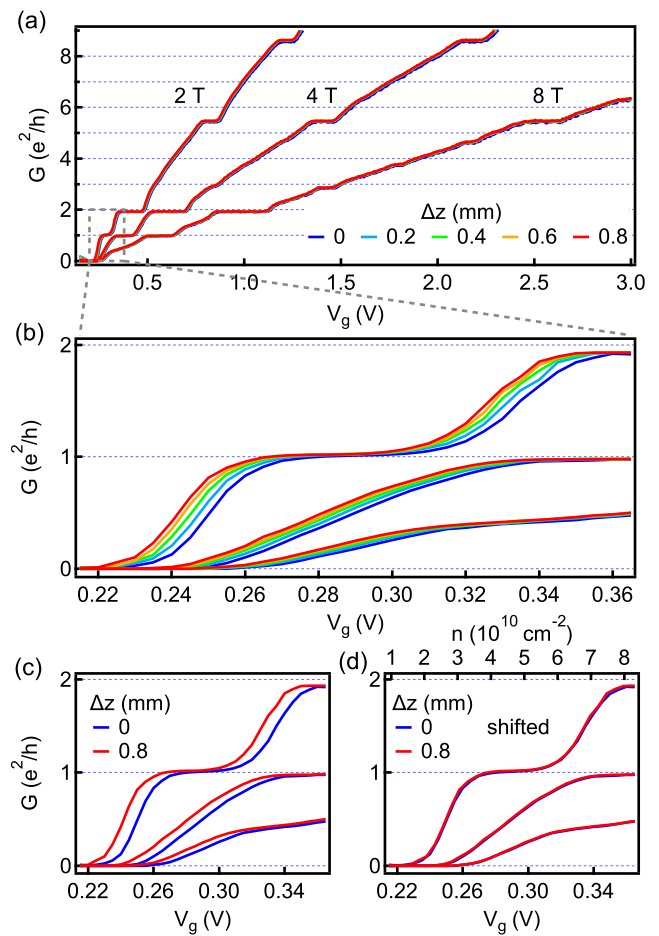 (a)
8
6
4
2
0
G (e²/h)
2 T
4 T
8 T
Δz (mm)
0 0.2 0.4 0.6 0.8
0.5 1.0 1.5 2.0 2.5 3.0
V_g (V)
(b)
2
1
0
G (e²/h)
0.22 0.24 0.26 0.28 0.30 0.32 0.34 0.36
V_g (V)
n (10¹⁰ cm⁻²)
(c)
(d)
1 2 3 4 5 6 7 8
2
1
0
G (e²/h)
Δz (mm)
0
0.8
0.22 0.26 0.30 0.34
V_g (V)
2
1
0
Δz (mm)
0
0.8
shifted
0.22 0.26 0.30 0.34
V_g (V)